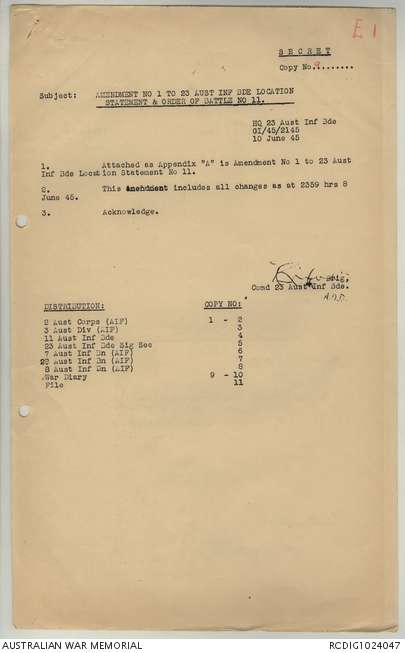 E 1
S E C R E T
Copy No.9........
Subject: AMENDMENT NO 1 TO 23 AUST INF BDE LOCATION
STATEMENT & ORDER OF BATTLE NO 11.
HQ 23 Aust Inf Bde
OI/45/2145
10 June 45
1. Attached as Appendix "A" is Amendment No 1 to 23 Aust
Inf Bde Location Statement No 11.
2. This Amendment includes all changes as at 2359 hrs 8
June 45.
3. Acknowledge.
Brig,
Comd 23 Aust Inf Bde.
DISTRIBUTION: COPY NO:
2 Aust Corps (AIF) 1 - 2
3 Aust Div (AIF) 3
11 Aust Inf Bde 4
23 Aust Inf Bde Sig Sec 5
7 Aust Inf Bn (AIF) 6
22 Aust Inf Bn (AIF) 7
8 Aust Inf Bn (AIF) 8
War Diary 9 - 10
File 11
AUSTRALIAN WAR MEMORIAL RCDIG1024047